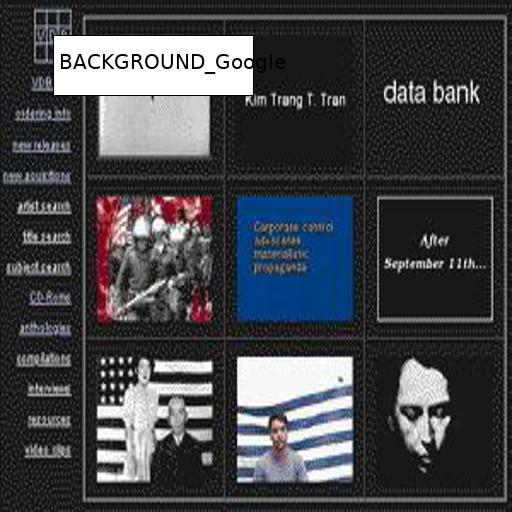 BACKGROUND_Google
VDB
ordering info
new releases
new aquisitions
artist search
title search
subject search
CD-Roms
anthologies
compilations
interviews
resources
video clips
Kim Trang T. Tran
data bank
Corporate control
advocates
materialistic
propaganda
After
September 11th...